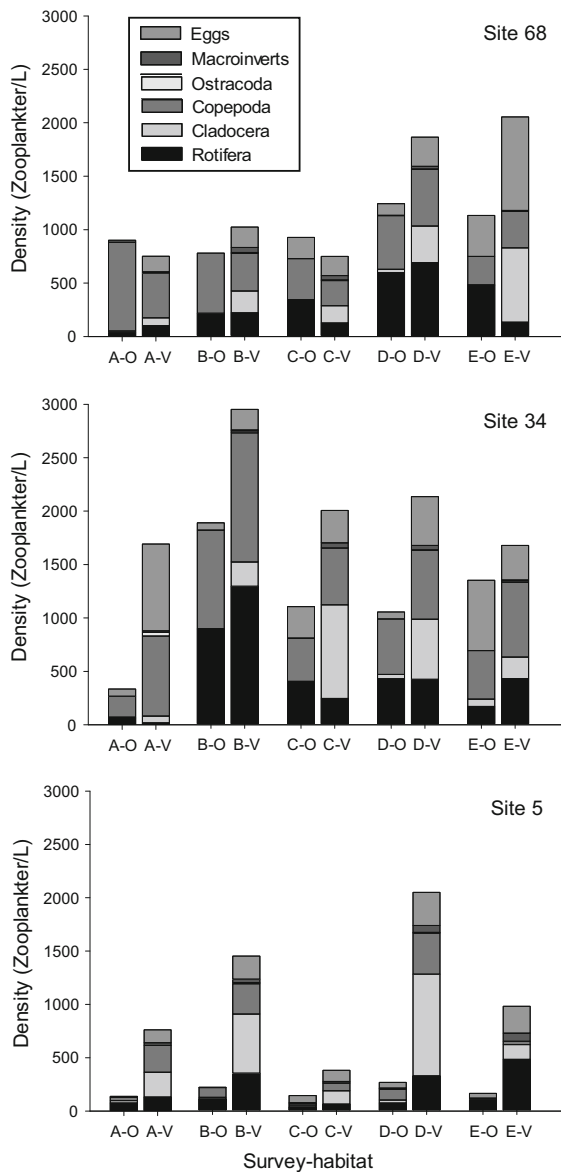 3000
2500
2000
1500
1000
500
0
Density (Zooplankter/L)
Site 68
Eggs
Macroinverts
Ostracoda
Copepoda
Cladocera
Rotifera
A-O A-V B-O B-V C-O C-V D-O D-V E-O E-V
3000
2500
2000
1500
1000
500
0
Density (Zooplankter/L)
Site 34
A-O A-V B-O B-V C-O C-V D-O D-V E-O E-V
3000
2500
2000
1500
1000
500
0
Density (Zooplankter/L)
Site 5
A-O A-V B-O B-V C-O C-V D-O D-V E-O E-V
Survey-habitat